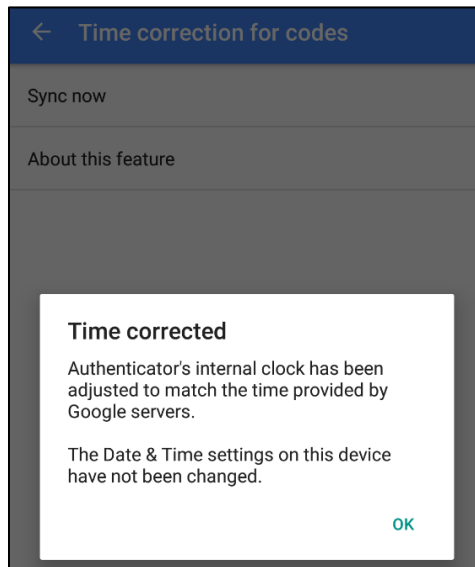 Time correction for codes
Sync now
About this feature
Time corrected
Authenticator's internal clock has been
adjusted to match the time provided by
Google servers.
The Date & Time settings on this device
have not been changed.
OK